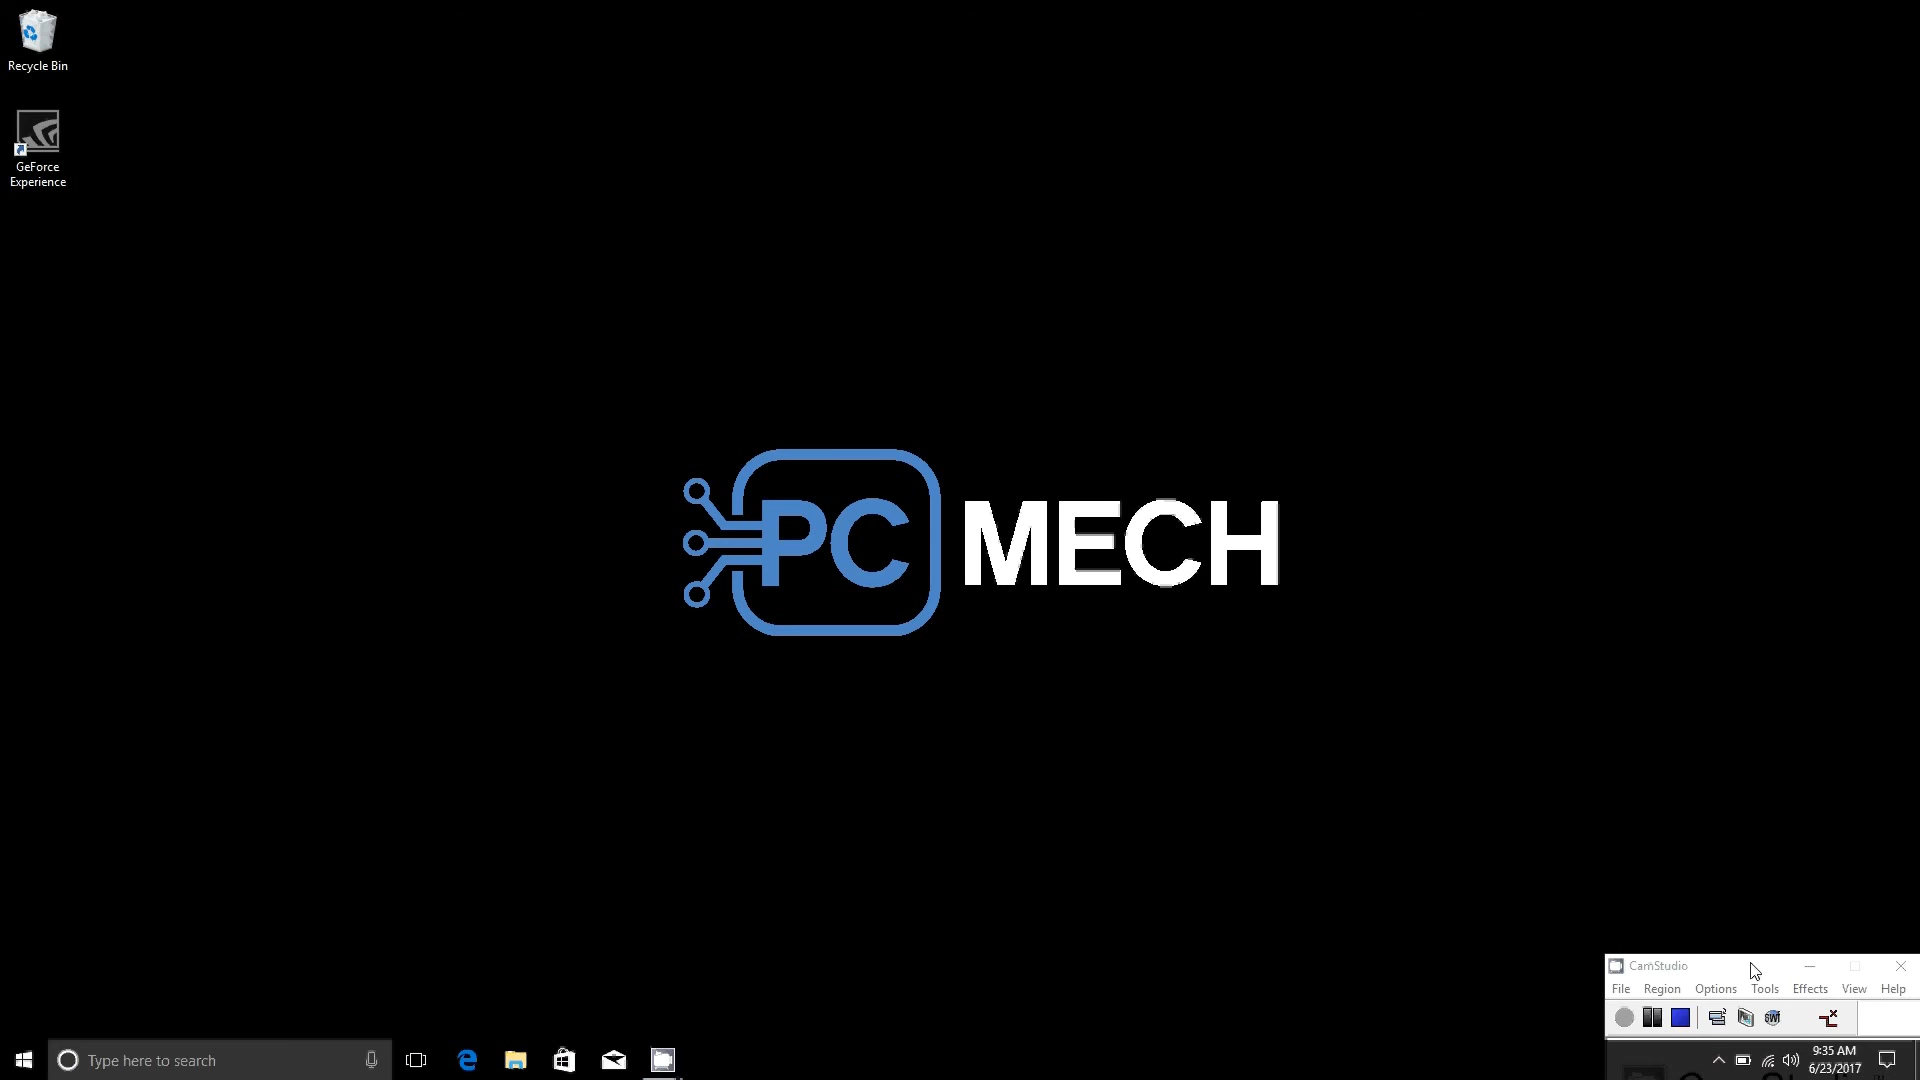 Recycle Bin
GeForce
Experience
PC MECH
CamStudio
File Region Options Tools Effects View Help
SWF
Type here to search
9:35 AM
6/23/2017